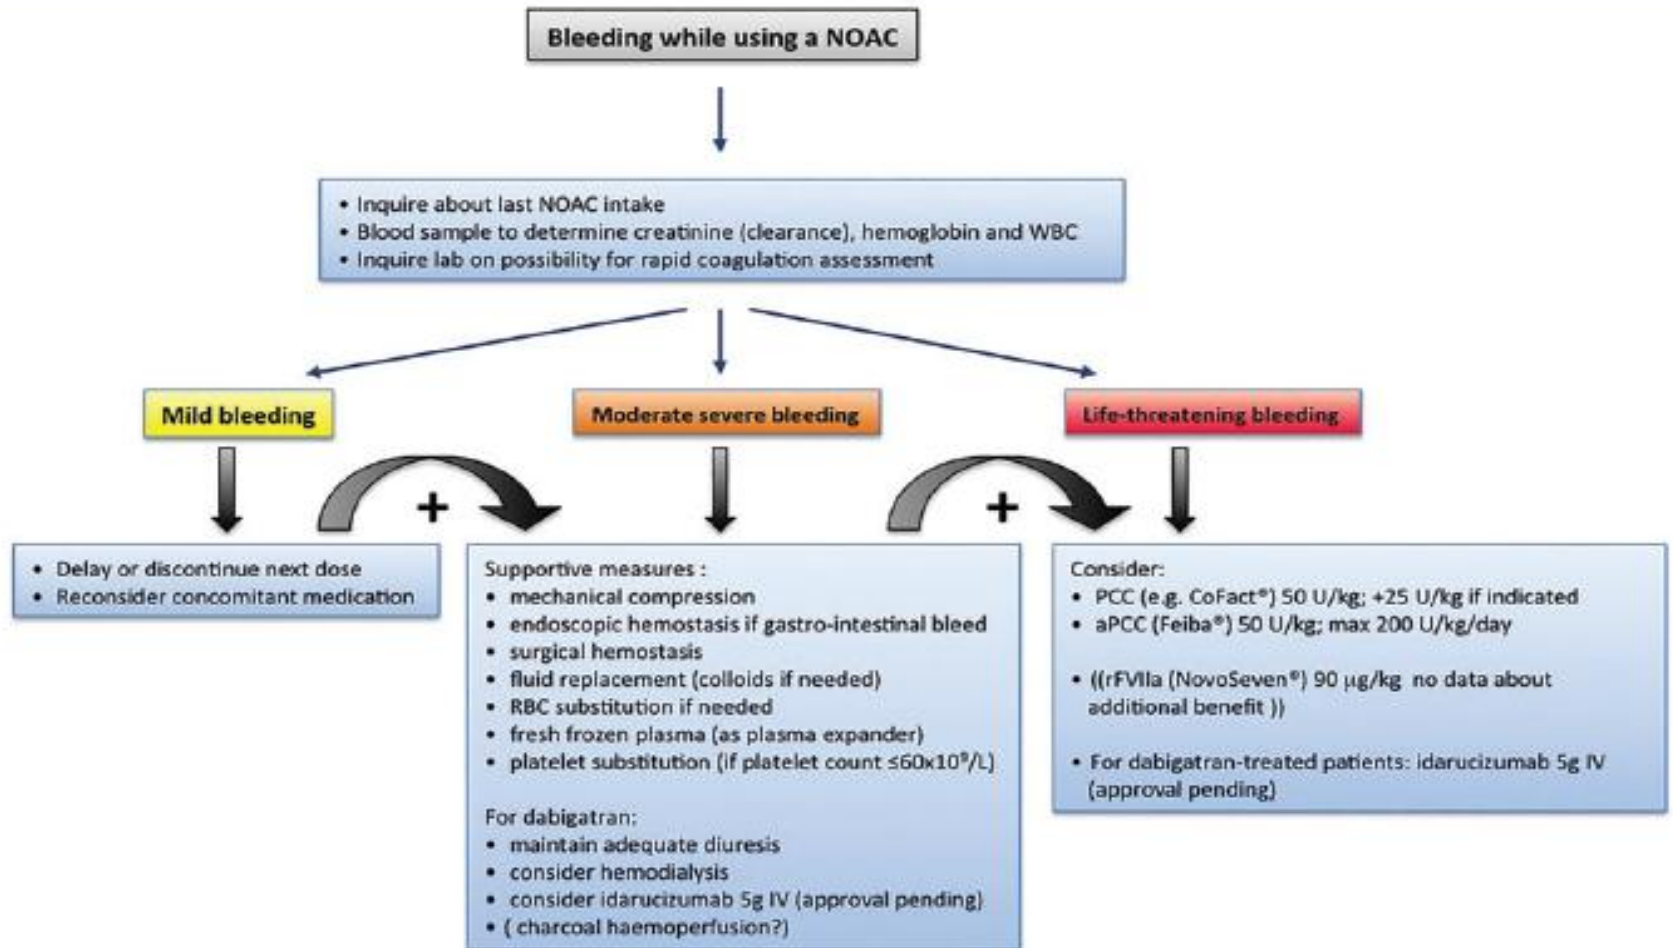 Bleeding while using a NOAC
• Inquire about last NOAC intake
• Blood sample to determine creatinine (clearance), hemoglobin and WBC
• Inquire lab on possibility for rapid coagulation assessment
Mild bleeding
Moderate severe bleeding
Life-threatening bleeding
+
+
• Delay or discontinue next dose
• Reconsider concomitant medication
Supportive measures :
• mechanical compression
• endoscopic hemostasis if gastro-intestinal bleed
• surgical hemostasis
• fluid replacement (colloids if needed)
• RBC substitution if needed
• fresh frozen plasma (as plasma expander)
• platelet substitution (if platelet count ≤60x10⁹/L)
For dabigatran:
• maintain adequate diuresis
• consider hemodialysis
• consider idarucizumab 5g IV (approval pending)
• ( charcoal haemoperfusion?)
Consider:
• PCC (e.g. CoFact®) 50 U/kg; +25 U/kg if indicated
• aPCC (Feiba®) 50 U/kg; max 200 U/kg/day
• ((rFVIIa (NovoSeven®) 90 µg/kg no data about
additional benefit ))
• For dabigatran-treated patients: idarucizumab 5g IV
(approval pending)